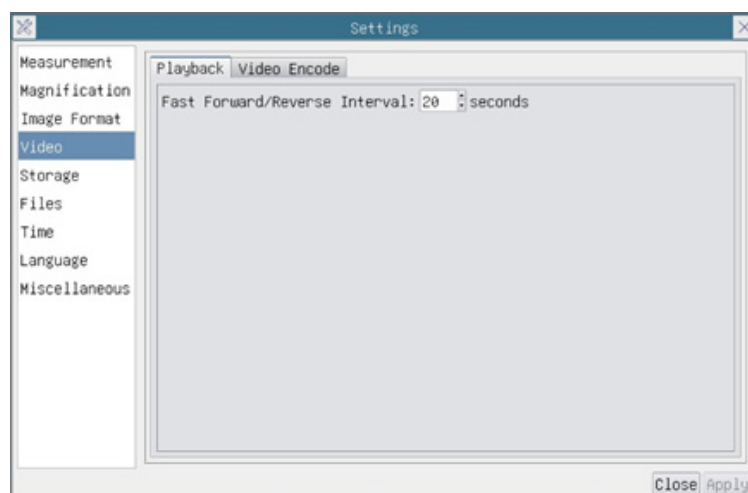 Settings
Measurement
Magnification
Image Format
Video
Storage
Files
Time
Language
Miscellaneous
Playback Video Encode
Fast Forward/Reverse Interval: 20 seconds
Close Apply